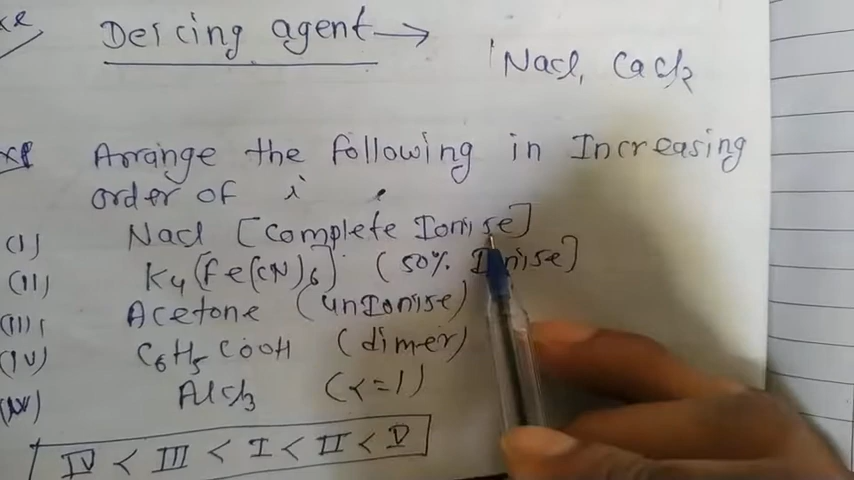 Deicing agent →
NaCl, CaCl2
Arrange the following in Increasing
order of i
(I) NaCl [complete Ionise]
(II) K4(Fe(CN)6) (50% Ionise]
(III) Acetone (unIonise)
(IV) C6H5COOH (dimer)
AlCl3 (α=1)
IV < III < I < II < V